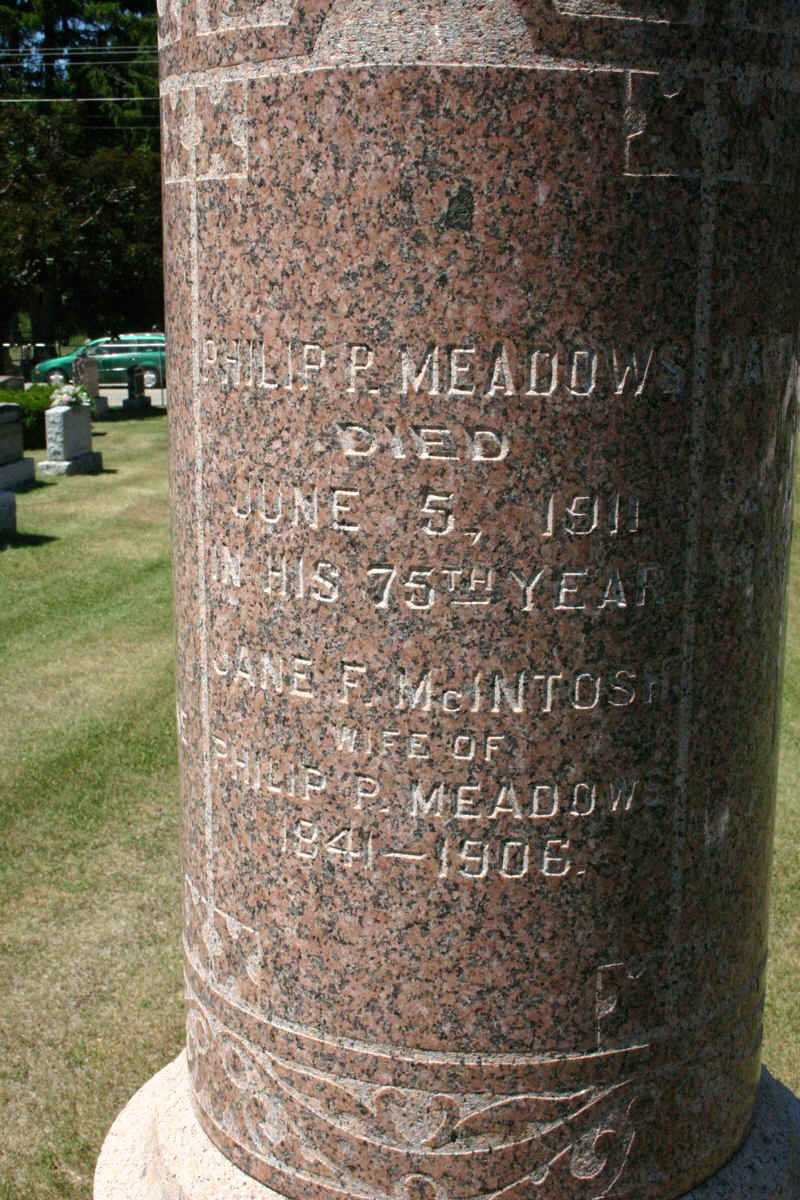 PHILIP P. MEADOWS
DIED
JUNE 5, 1911
IN HIS 75TH YEAR
JANE F. McINTOSH
WIFE OF
PHILIP P. MEADOWS
1841—1906.